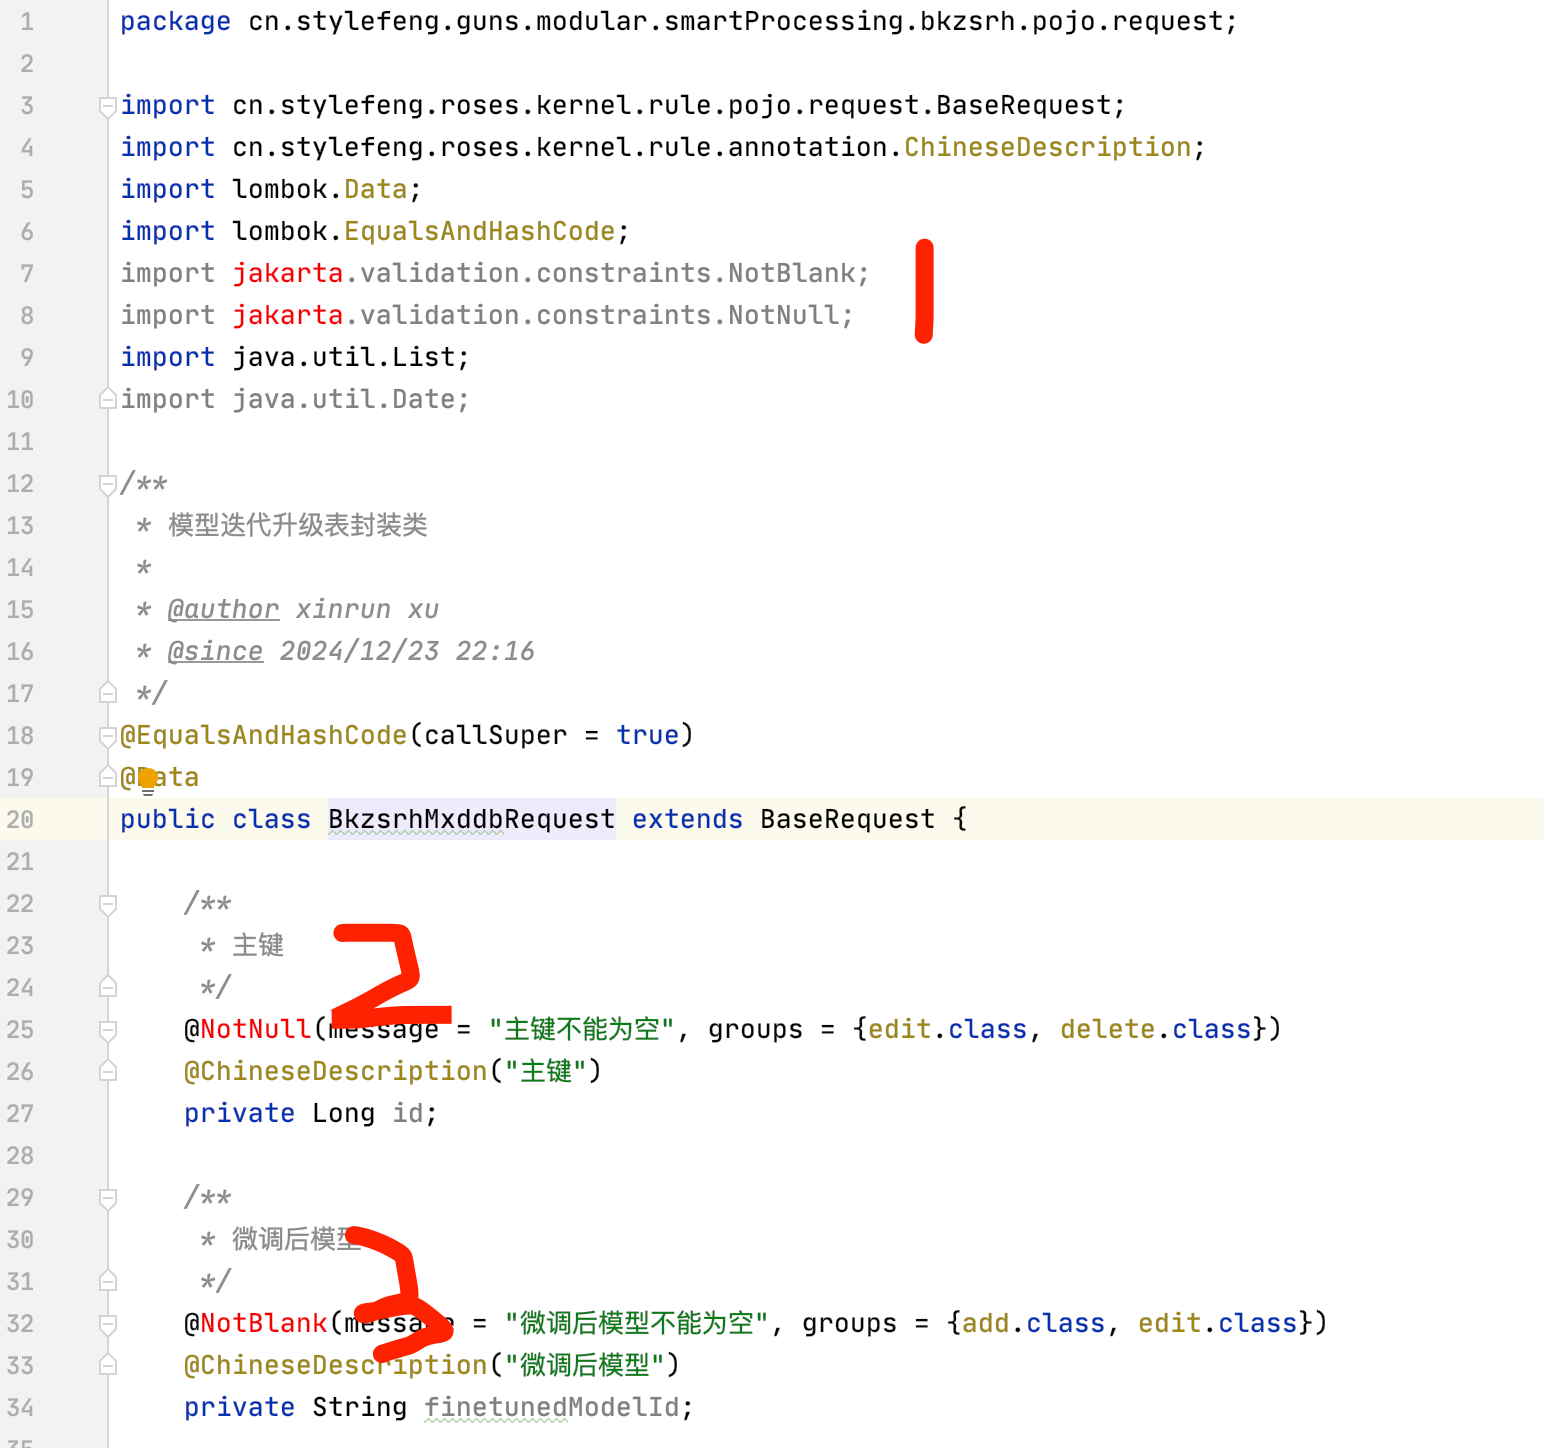 1 package cn.stylefeng.guns.modular.smartProcessing.bkzsrh.pojo.request;
2
3 import cn.stylefeng.roses.kernel.rule.pojo.request.BaseRequest;
4 import cn.stylefeng.roses.kernel.rule.annotation.ChineseDescription;
5 import lombok.Data;
6 import lombok.EqualsAndHashCode;
7 import jakarta.validation.constraints.NotBlank;
1
8 import jakarta.validation.constraints.NotNull;
9 import java.util.List;
10 import java.util.Date;
11
12 /**
13 * 模型迭代升级表封装类
14 *
15 * @author xinrun xu
16 * @since 2024/12/23 22:16
17 */
18 @EqualsAndHashCode(callSuper = true)
19 @Data
20 public class BkzsrhMxddbRequest extends BaseRequest {
21
22 /**
23 * 主键
2
24 */
25 @NotNull(message = "主键不能为空", groups = {edit.class, delete.class})
26 @ChineseDescription("主键")
27 private Long id;
28
29 /**
30 * 微调后模型
3
31 */
32 @NotBlank(message = "微调后模型不能为空", groups = {add.class, edit.class})
33 @ChineseDescription("微调后模型")
34 private String finetunedModelId;
35